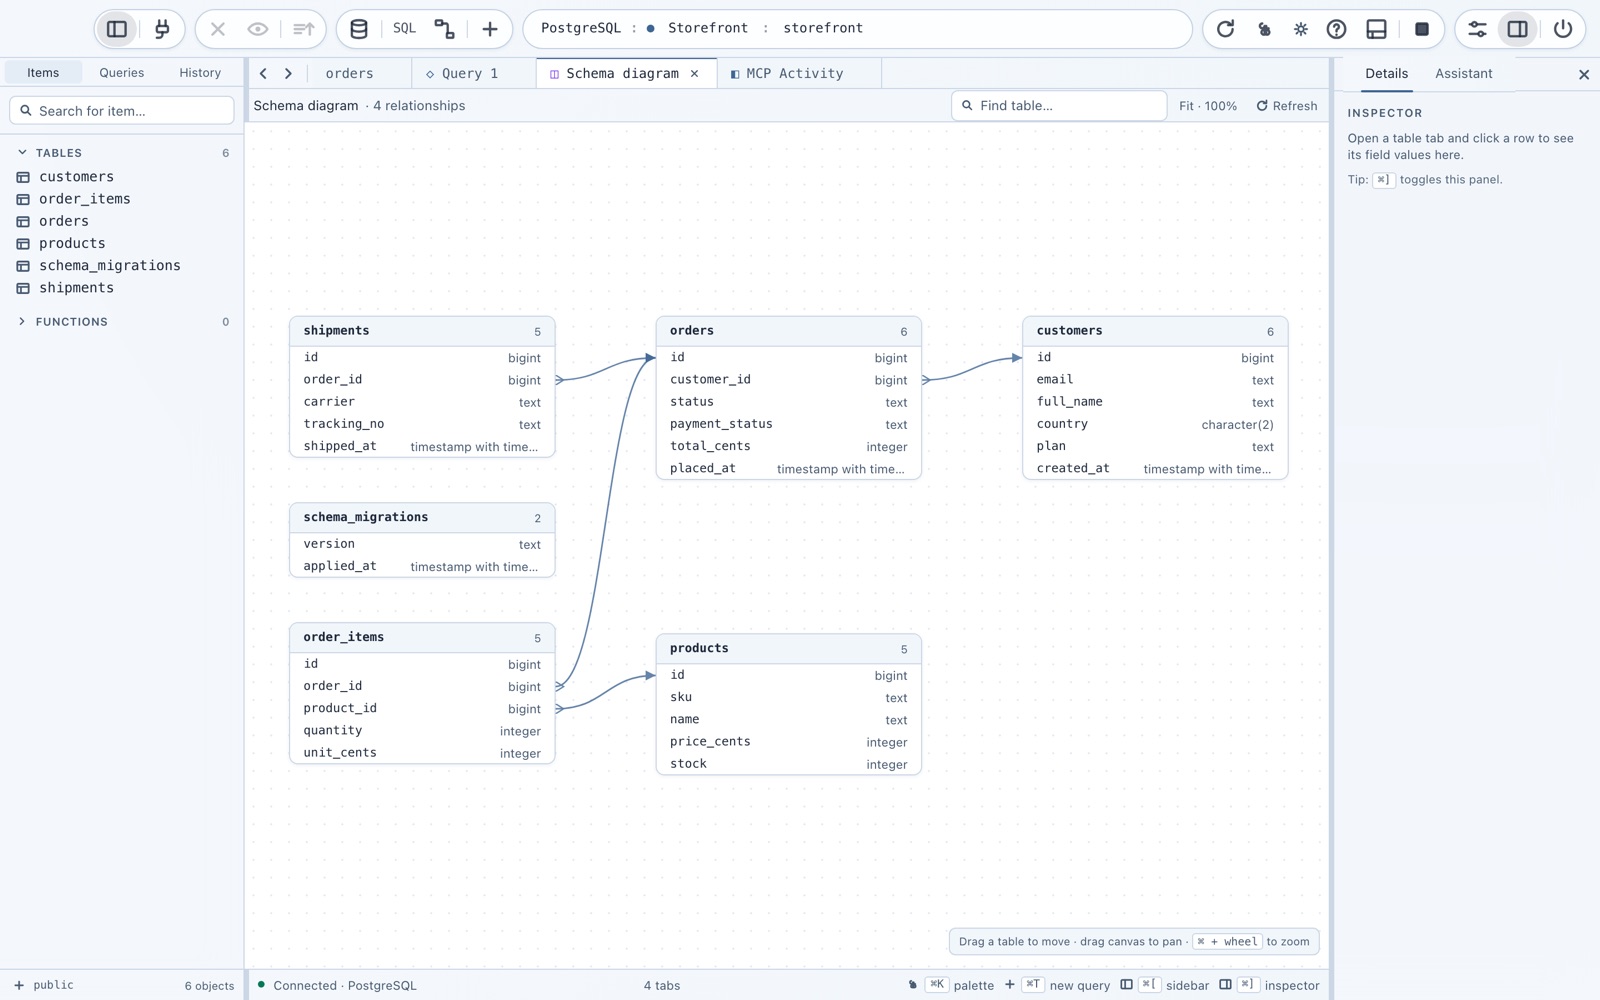 SQL
PostgreSQL : Storefront : storefront
Items Queries History
Search for item...
TABLES 6
customers
order_items
orders
products
schema_migrations
shipments
FUNCTIONS 0
+ public 6 objects
orders Query 1 Schema diagram × MCP Activity
Schema diagram · 4 relationships
Find table...
Fit · 100% Refresh
shipments 5
id bigint
order_id bigint
carrier text
tracking_no text
shipped_at timestamp with time...
orders 6
id bigint
customer_id bigint
status text
payment_status text
total_cents integer
placed_at timestamp with time...
customers 6
id bigint
email text
full_name text
country character(2)
plan text
created_at timestamp with time...
schema_migrations 2
version text
applied_at timestamp with time...
order_items 5
id bigint
order_id bigint
product_id bigint
quantity integer
unit_cents integer
products 5
id bigint
sku text
name text
price_cents integer
stock integer
Drag a table to move · drag canvas to pan · ⌘ + wheel to zoom
Connected · PostgreSQL 4 tabs ⌘K palette + ⌘T new query ⌘[ sidebar ⌘] inspector
Details Assistant
INSPECTOR
Open a table tab and click a row to see
its field values here.
Tip: ⌘] toggles this panel.